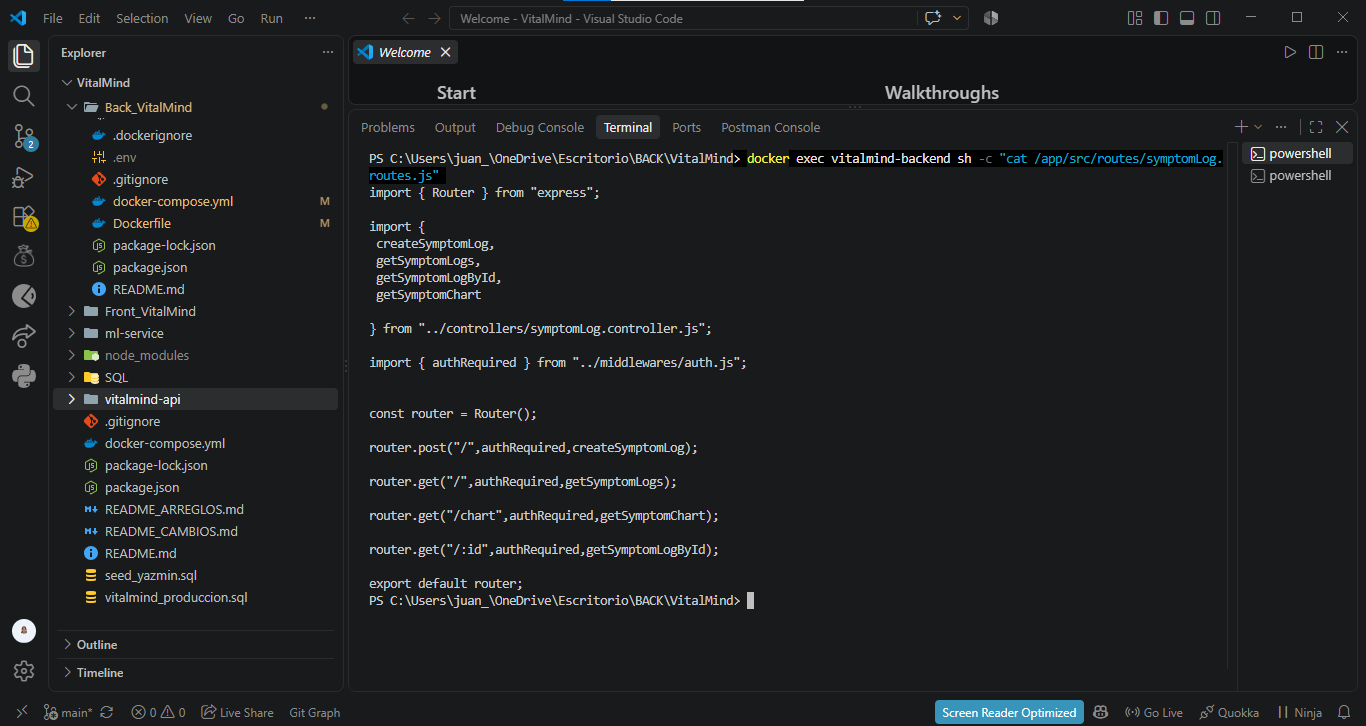 File Edit Selection View Go Run ···
Welcome - VitalMind - Visual Studio Code
Explorer ···
VitalMind
Back_VitalMind
.dockerignore
.env
.gitignore
docker-compose.yml M
Dockerfile M
package-lock.json
package.json
README.md
Front_VitalMind
ml-service
node_modules
SQL
vitalmind-api
.gitignore
docker-compose.yml
package-lock.json
package.json
README_ARREGLOS.md
README_CAMBIOS.md
README.md
seed_yazmin.sql
vitalmind_produccion.sql
Outline
Timeline
2
Welcome
Start Walkthroughs
Problems Output Debug Console Terminal Ports Postman Console
PS C:\Users\juan_\OneDrive\Escritorio\BACK\VitalMind> docker exec vitalmind-backend sh -c "cat /app/src/routes/symptomLog.
routes.js"
import { Router } from "express";
import {
createSymptomLog,
getSymptomLogs,
getSymptomLogById,
getSymptomChart
} from "../controllers/symptomLog.controller.js";
import { authRequired } from "../middlewares/auth.js";
const router = Router();
router.post("/",authRequired,createSymptomLog);
router.get("/",authRequired,getSymptomLogs);
router.get("/chart",authRequired,getSymptomChart);
router.get("/:id",authRequired,getSymptomLogById);
export default router;
PS C:\Users\juan_\OneDrive\Escritorio\BACK\VitalMind>
powershell
powershell
main* 0 0 Live Share Git Graph Screen Reader Optimized Go Live Quokka Ninja